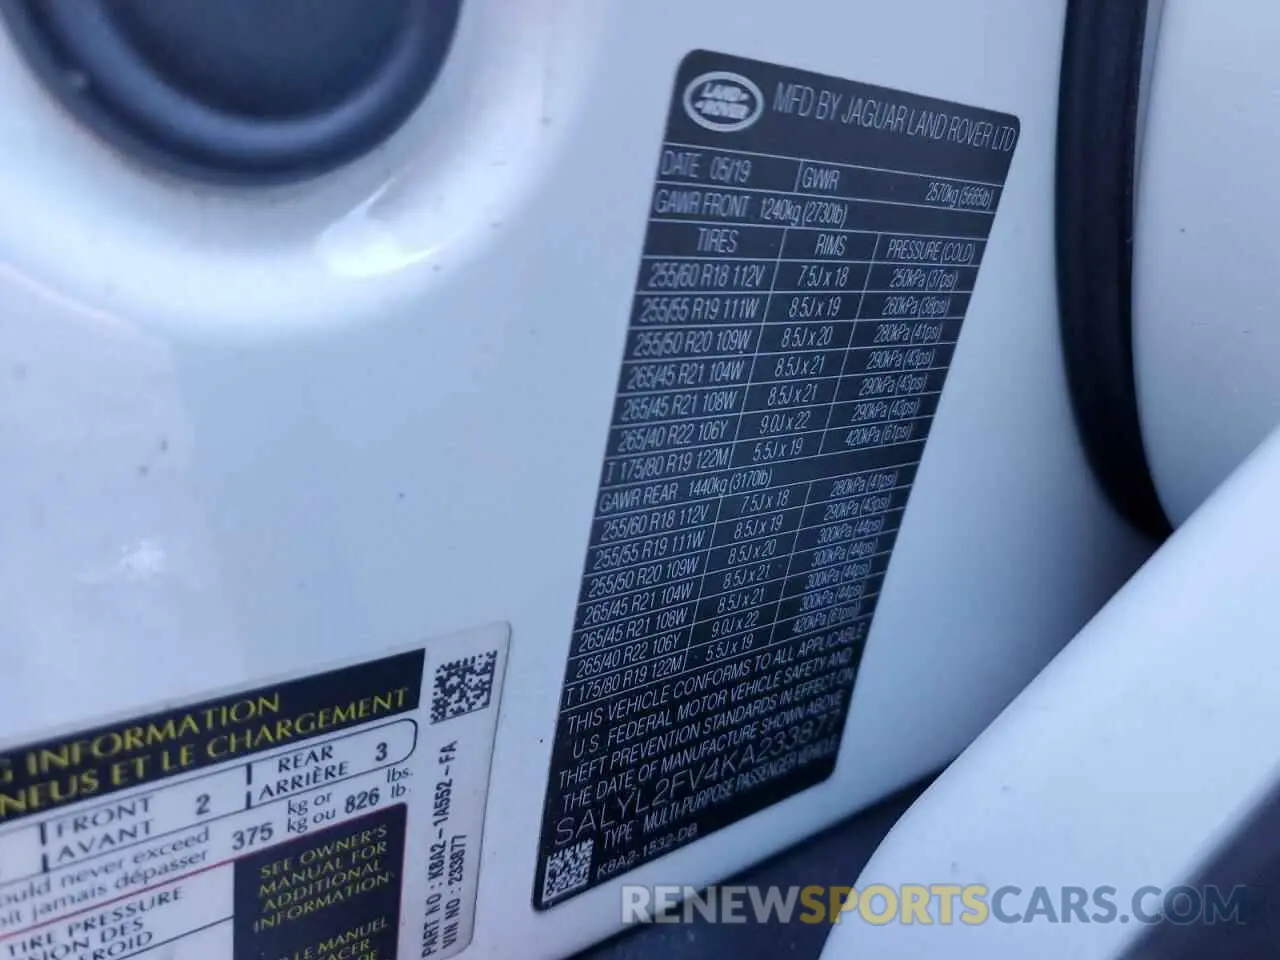 LAND ROVER MFD BY JAGUAR LAND ROVER LTD
DATE 05/19 GVWR 2570kg (5665lb)
GAWR FRONT 1240kg (2730lb)
TIRES RIMS PRESSURE (COLD)
255/60 R18 112V 7.5J x 18 250kPa (37psi)
255/55 R19 111W 8.5J x 19 260kPa (38psi)
255/50 R20 109W 8.5J x 20 280kPa (41psi)
265/45 R21 104W 8.5J x 21 290kPa (43psi)
265/45 R21 108W 8.5J x 21 290kPa (43psi)
265/40 R22 106Y 9.0J x 22 290kPa (43psi)
T 175/80 R19 122M 5.5J x 19 420kPa (61psi)
GAWR REAR 1440kg (3170lb)
255/60 R18 112V 7.5J x 18 280kPa (41psi)
255/55 R19 111W 8.5J x 19 290kPa (43psi)
255/50 R20 109W 8.5J x 20 300kPa (44psi)
265/45 R21 104W 8.5J x 21 300kPa (44psi)
265/45 R21 108W 8.5J x 21 300kPa (44psi)
265/40 R22 106Y 9.0J x 22 300kPa (44psi)
T 175/80 R19 122M 5.5J x 19 420kPa (61psi)
THIS VEHICLE CONFORMS TO ALL APPLICABLE
U.S. FEDERAL MOTOR VEHICLE SAFETY AND
THEFT PREVENTION STANDARDS IN EFFECT ON
THE DATE OF MANUFACTURE SHOWN ABOVE
SALYL2FV4KA233877
TYPE MULTI-PURPOSE PASSENGER VEHICLE
K8A2-1532-DB
G INFORMATION
NEUS ET LE CHARGEMENT
FRONT 2 REAR 3
AVANT ARRIÈRE
ould never exceed 375 kg or 826 lbs.
it jamais dépasser kg ou lb.
TIRE PRESSURE
ION DES
EROID
SEE OWNER'S
MANUAL FOR
ADDITIONAL
INFORMATION
LE MANUEL
PART NO : K8A2-1A552-FA
VIN NO : 233877
RENEWSPORTSCARS.COM